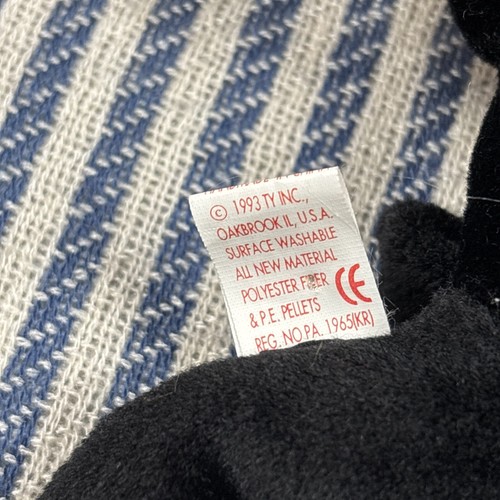 © 1993 TY INC.,
OAKBROOK IL, U.S.A.
SURFACE WASHABLE
ALL NEW MATERIAL
POLYESTER FIBER
& P.E. PELLETS
REG. NO PA. 1965(KR)
CE